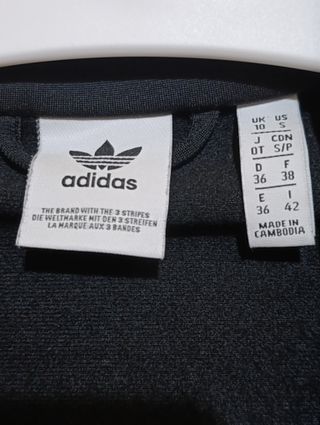 adidas
THE BRAND WITH THE 3 STRIPES
DIE WELTMARKE MIT DEN 3 STREIFEN
LA MARQUE AUX 3 BANDES
UK US
10 S
J CDN
OT S/P
D F
36 38
E I
36 42
MADE IN
CAMBODIA